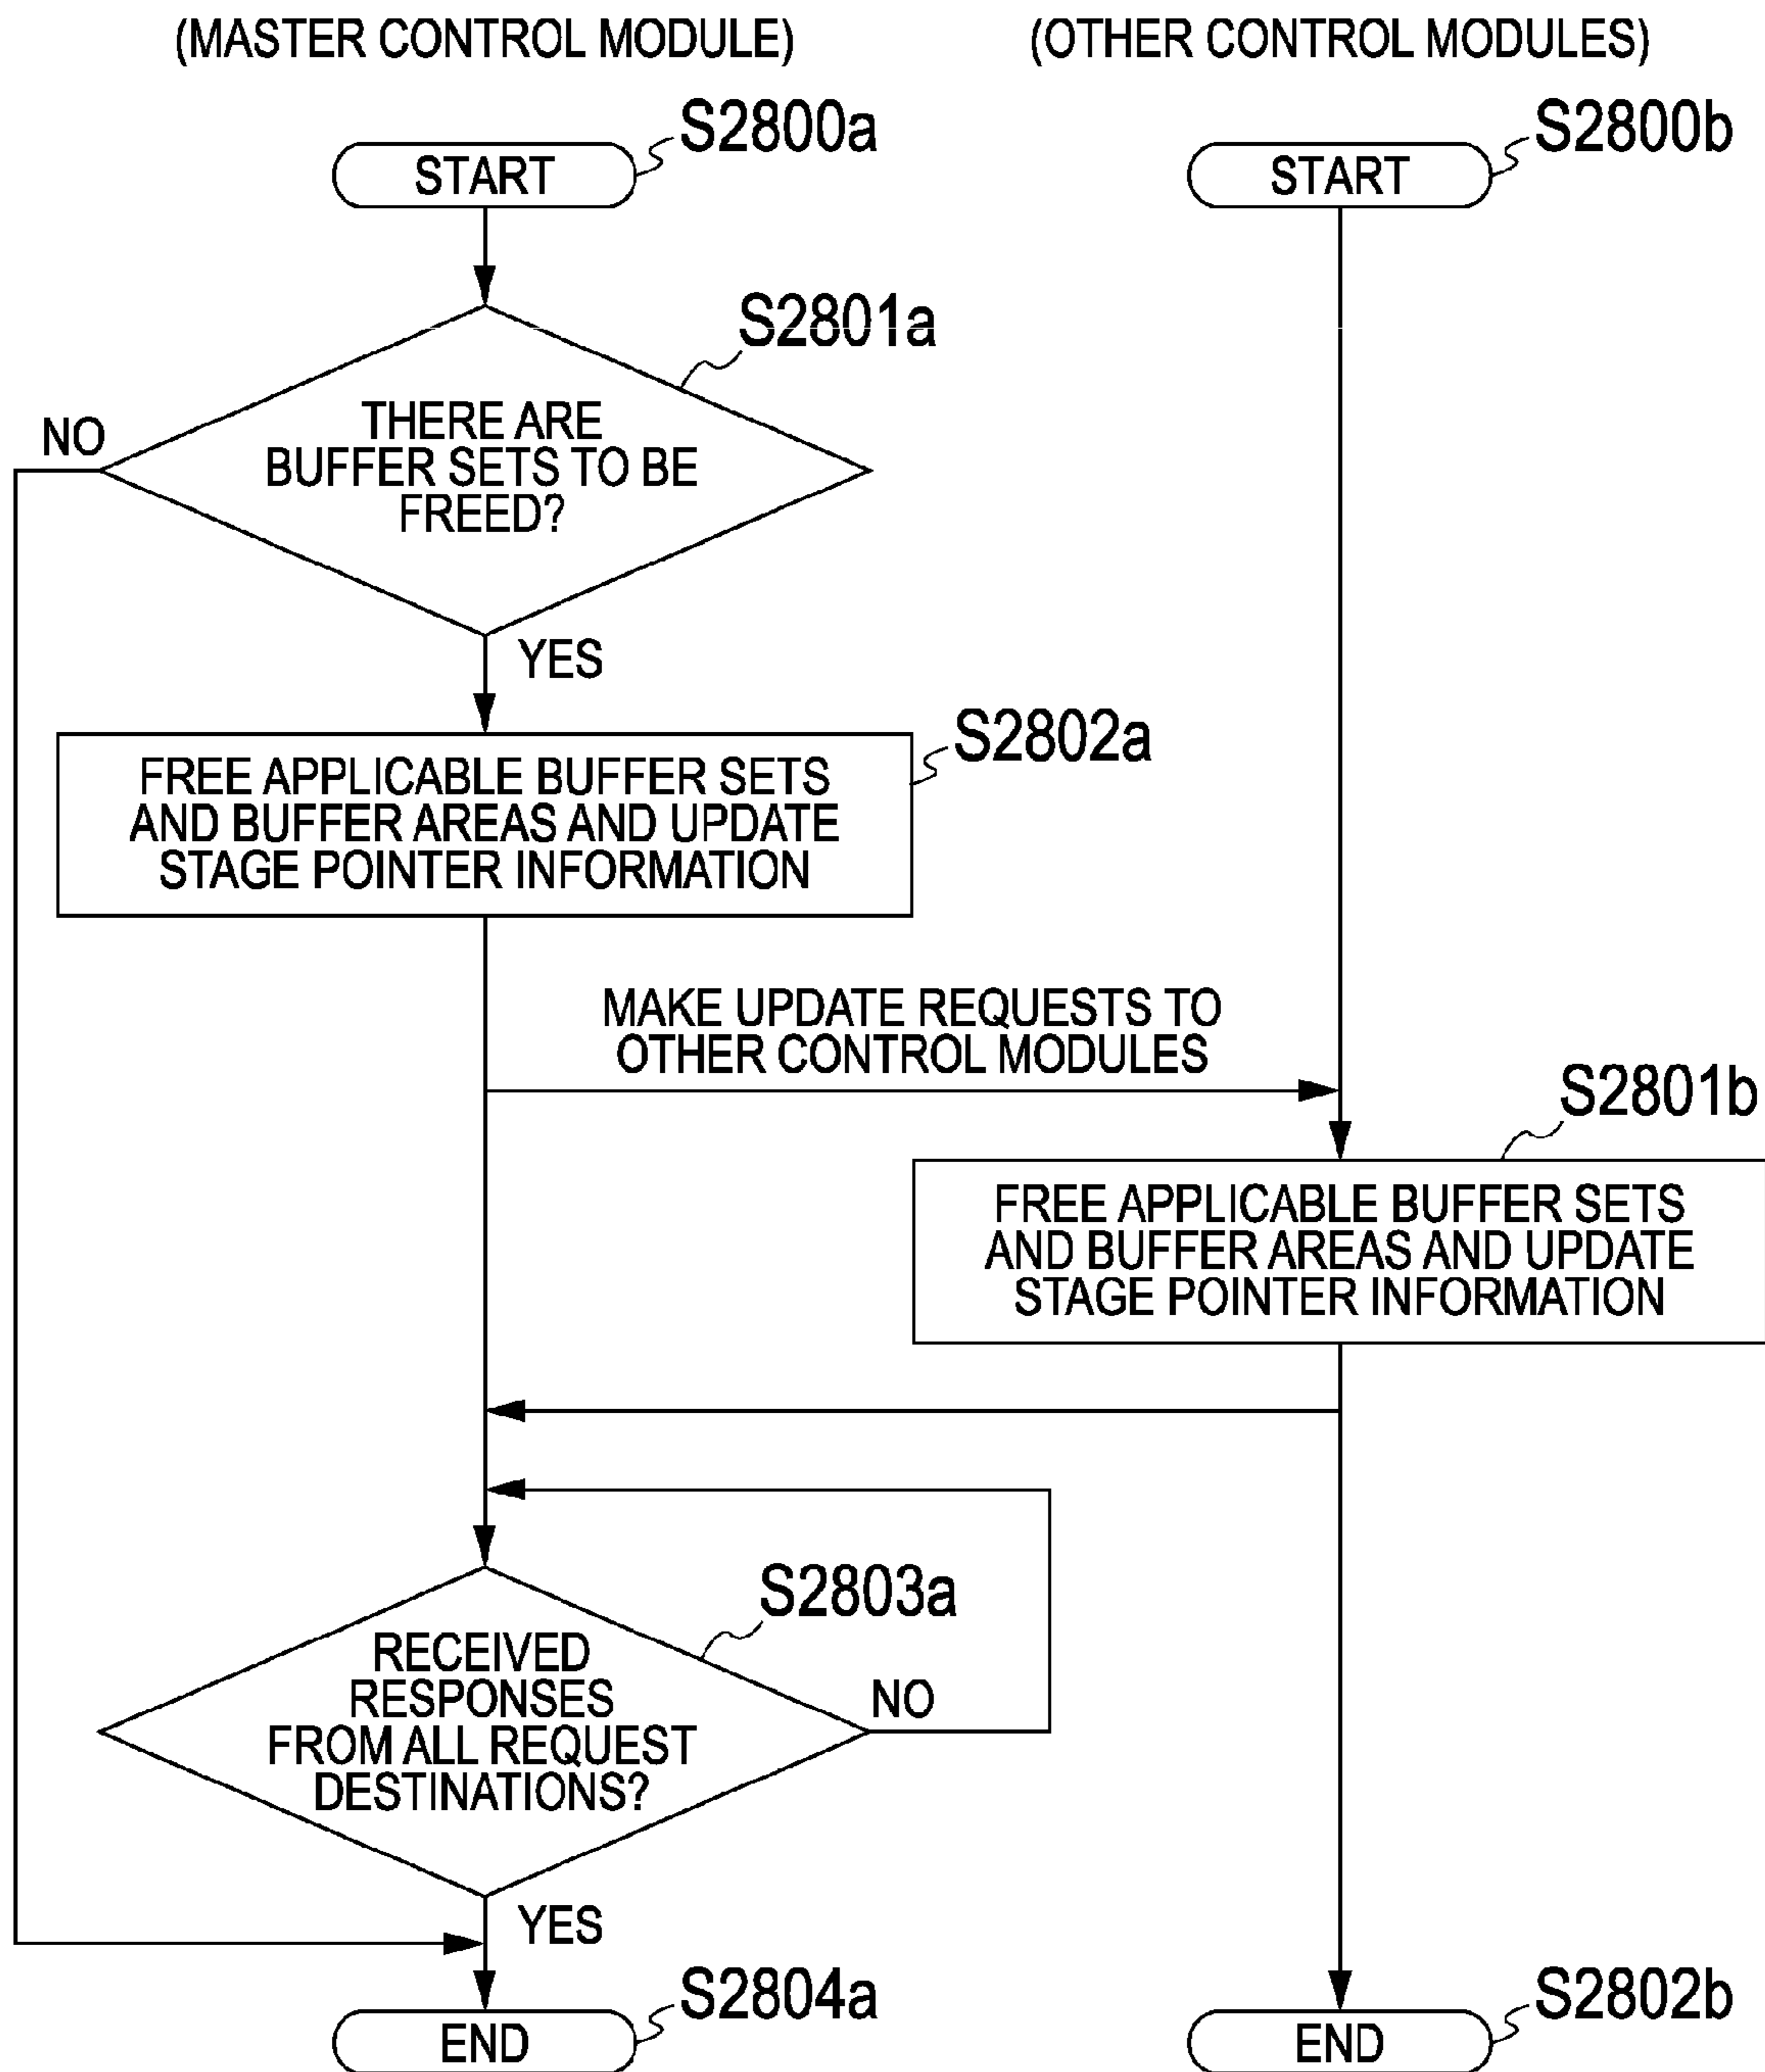 (MASTER CONTROL MODULE)
(OTHER CONTROL MODULES)
S2800a
START
S2800b
START
S2801a
THERE ARE
BUFFER SETS TO BE
FREED?
NO
YES
S2802a
FREE APPLICABLE BUFFER SETS
AND BUFFER AREAS AND UPDATE
STAGE POINTER INFORMATION
MAKE UPDATE REQUESTS TO
OTHER CONTROL MODULES
S2801b
FREE APPLICABLE BUFFER SETS
AND BUFFER AREAS AND UPDATE
STAGE POINTER INFORMATION
S2803a
RECEIVED
RESPONSES
FROM ALL REQUEST
DESTINATIONS?
NO
YES
S2804a
END
S2802b
END